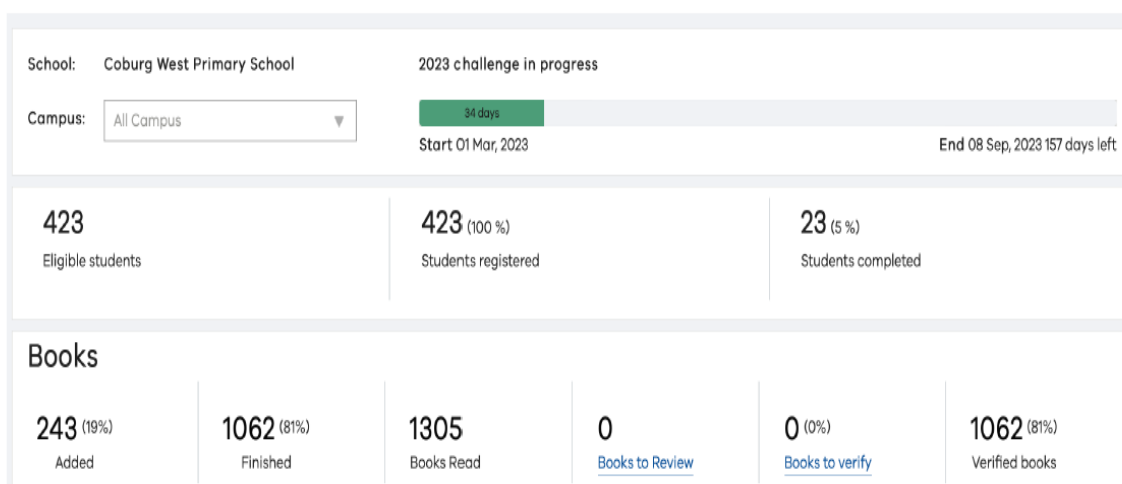 School: Coburg West Primary School
2023 challenge in progress
Campus: All Campus
34 days
Start 01 Mar, 2023
End 08 Sep, 2023 157 days left
423
Eligible students
423 (100 %)
Students registered
23 (5 %)
Students completed
Books
243 (19%)
Added
1062 (81%)
Finished
1305
Books Read
0
Books to Review
0 (0%)
Books to verify
1062 (81%)
Verified books